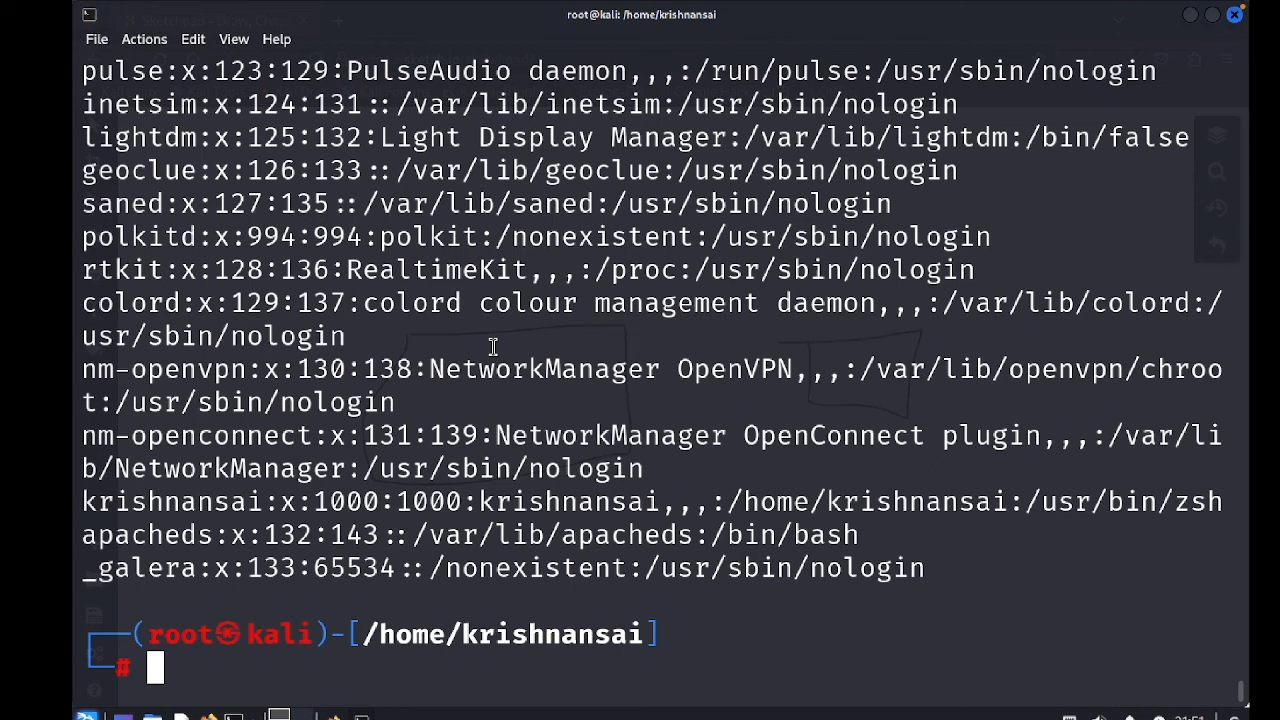 root@kali: /home/krishnansai
File Actions Edit View Help
pulse:x:123:129:PulseAudio daemon,,,:/run/pulse:/usr/sbin/nologin
inetsim:x:124:131::/var/lib/inetsim:/usr/sbin/nologin
lightdm:x:125:132:Light Display Manager:/var/lib/lightdm:/bin/false
geoclue:x:126:133::/var/lib/geoclue:/usr/sbin/nologin
saned:x:127:135::/var/lib/saned:/usr/sbin/nologin
polkitd:x:994:994:polkit:/nonexistent:/usr/sbin/nologin
rtkit:x:128:136:RealtimeKit,,,:/proc:/usr/sbin/nologin
colord:x:129:137:colord colour management daemon,,,:/var/lib/colord:/
usr/sbin/nologin
nm-openvpn:x:130:138:NetworkManager OpenVPN,,,:/var/lib/openvpn/chroo
t:/usr/sbin/nologin
nm-openconnect:x:131:139:NetworkManager OpenConnect plugin,,,:/var/li
b/NetworkManager:/usr/sbin/nologin
krishnansai:x:1000:1000:krishnansai,,,:/home/krishnansai:/usr/bin/zsh
apacheds:x:132:143::/var/lib/apacheds:/bin/bash
_galera:x:133:65534::/nonexistent:/usr/sbin/nologin
┌──(root㉿kali)-[/home/krishnansai]
└─#